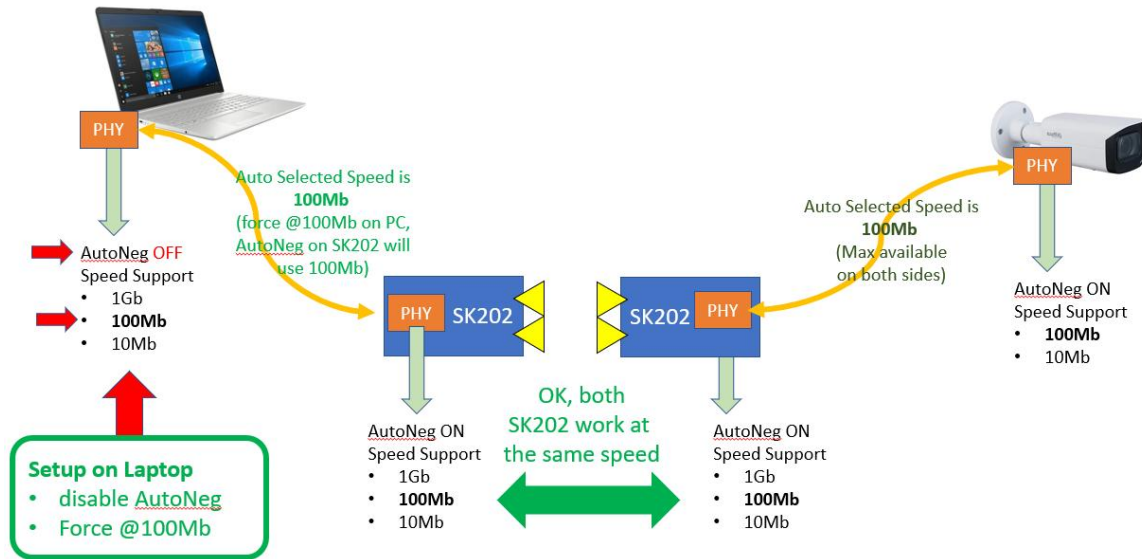 PHY
Auto Selected Speed is
100Mb
(force @100Mb on PC,
AutoNeg on SK202 will
use 100Mb)
AutoNeg OFF
Speed Support
• 1Gb
• 100Mb
• 10Mb
Setup on Laptop
• disable AutoNeg
• Force @100Mb
PHY
SK202
AutoNeg ON
Speed Support
• 1Gb
• 100Mb
• 10Mb
OK, both
SK202 work at
the same speed
SK202
PHY
AutoNeg ON
Speed Support
• 1Gb
• 100Mb
• 10Mb
Auto Selected Speed is
100Mb
(Max available
on both sides)
PHY
AutoNeg ON
Speed Support
• 100Mb
• 10Mb